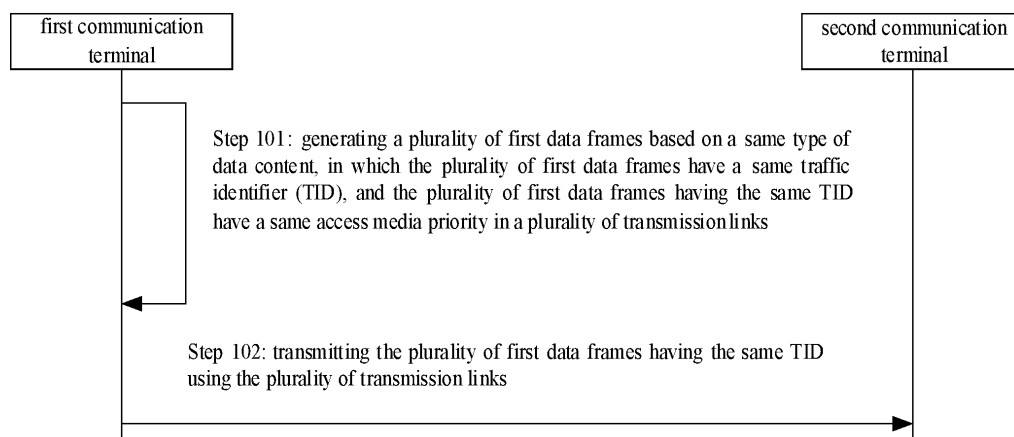 first communication
terminal
second communication
terminal
Step 101: generating a plurality of first data frames based on a same type of
data content, in which the plurality of first data frames have a same traffic
identifier (TID), and the plurality of first data frames having the same TID
have a same access media priority in a plurality of transmission links
Step 102: transmitting the plurality of first data frames having the same TID
using the plurality of transmission links